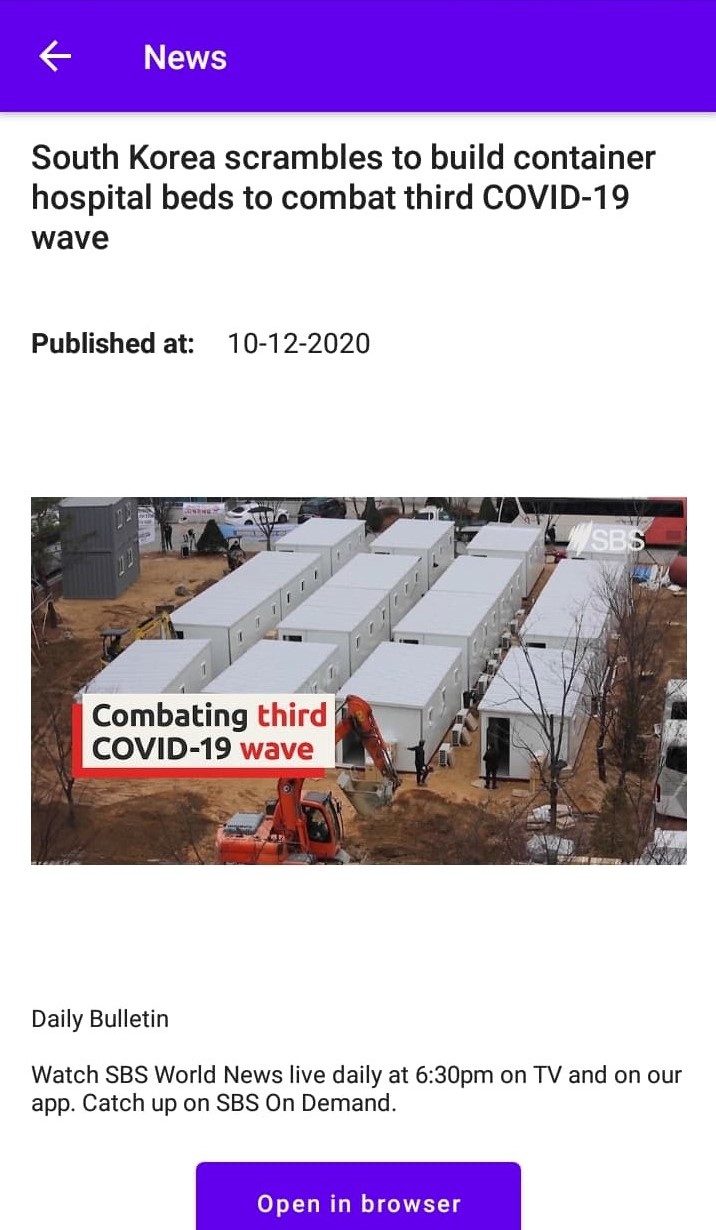 News
South Korea scrambles to build container
hospital beds to combat third COVID-19
wave
Published at: 10-12-2020
SBS
Combating third
COVID-19 wave
Daily Bulletin
Watch SBS World News live daily at 6:30pm on TV and on our
app. Catch up on SBS On Demand.
Open in browser